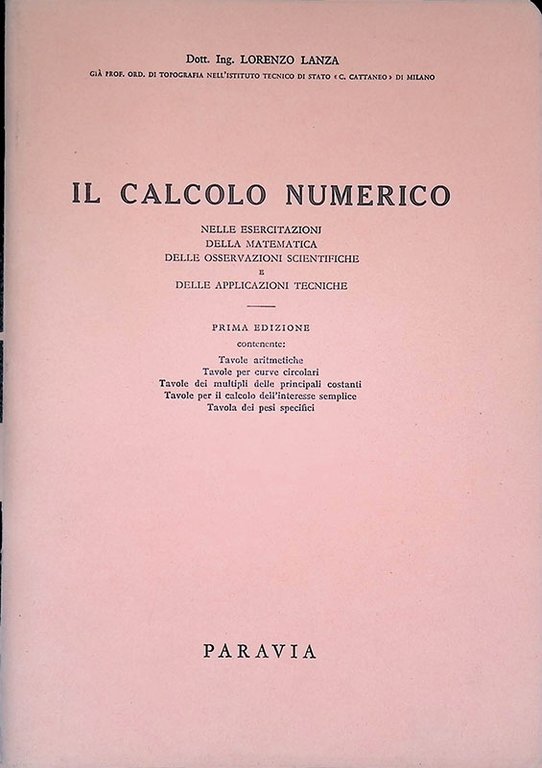 Dott. Ing. LORENZO LANZA
GIÀ PROF. ORD. DI TOPOGRAFIA NELL'ISTITUTO TECNICO DI STATO «C. CATTANEO» DI MILANO
IL CALCOLO NUMERICO
NELLE ESERCITAZIONI
DELLA MATEMATICA
DELLE OSSERVAZIONI SCIENTIFICHE
E
DELLE APPLICAZIONI TECNICHE
PRIMA EDIZIONE
contenente:
Tavole aritmetiche
Tavole per curve circolari
Tavole dei multipli delle principali costanti
Tavole per il calcolo dell'interesse semplice
Tavola dei pesi specifici
PARAVIA